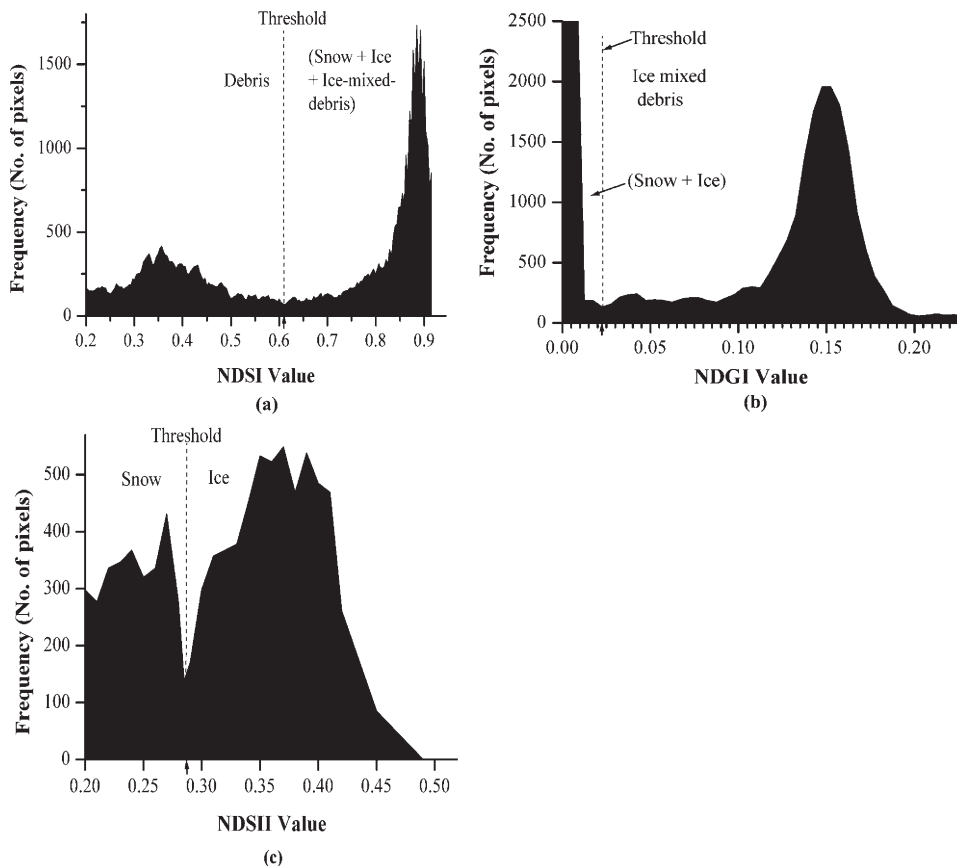 Threshold
Debris
(Snow + Ice
+ Ice-mixed-
debris)
Frequency (No. of pixels)
1500
1000
500
0
0.2 0.3 0.4 0.5 0.6 0.7 0.8 0.9
NDSI Value
(a)
Threshold
Ice mixed
debris
(Snow + Ice)
Frequency (No. of pixels)
2500
2000
1500
1000
500
0
0.00 0.05 0.10 0.15 0.20
NDGI Value
(b)
Threshold
Snow
Ice
Frequency (No. of pixels)
500
400
300
200
100
0
0.20 0.25 0.30 0.35 0.40 0.45 0.50
NDSII Value
(c)